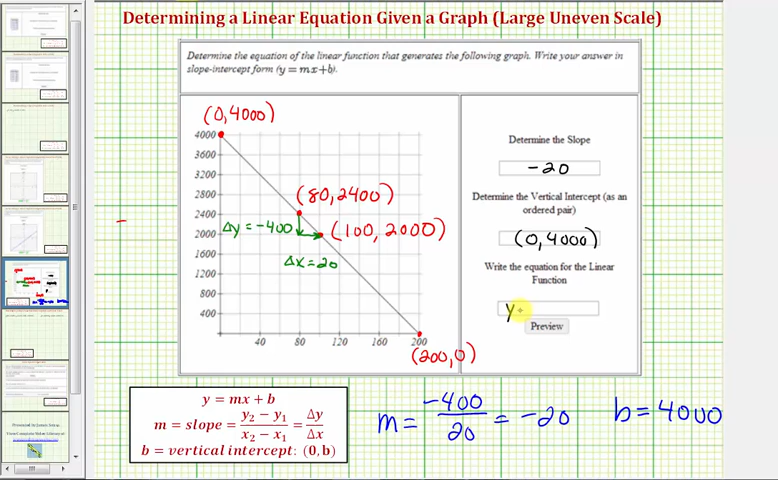 Determining a Linear Equation Given a Graph (Large Uneven Scale)
Determine the equation of the linear function that generates the following graph. Write your answer in
slope-intercept form (y = mx + b).
(0,4000)
4000
3600
3200
2800
2400
2000
1600
1200
800
400
40
80
120
160
200
(80,2400)
Δy = -400
(100,2000)
Δx = 20
(200,0)
Determine the Slope
-20
Determine the Vertical Intercept (as an
ordered pair)
(0,4000)
Write the equation for the Linear
Function
y
Preview
y = mx + b
m = slope = y₂ − y₁ / x₂ − x₁ = Δy / Δx
b = vertical intercept: (0, b)
m = -400 / 20 = -20
b = 4000